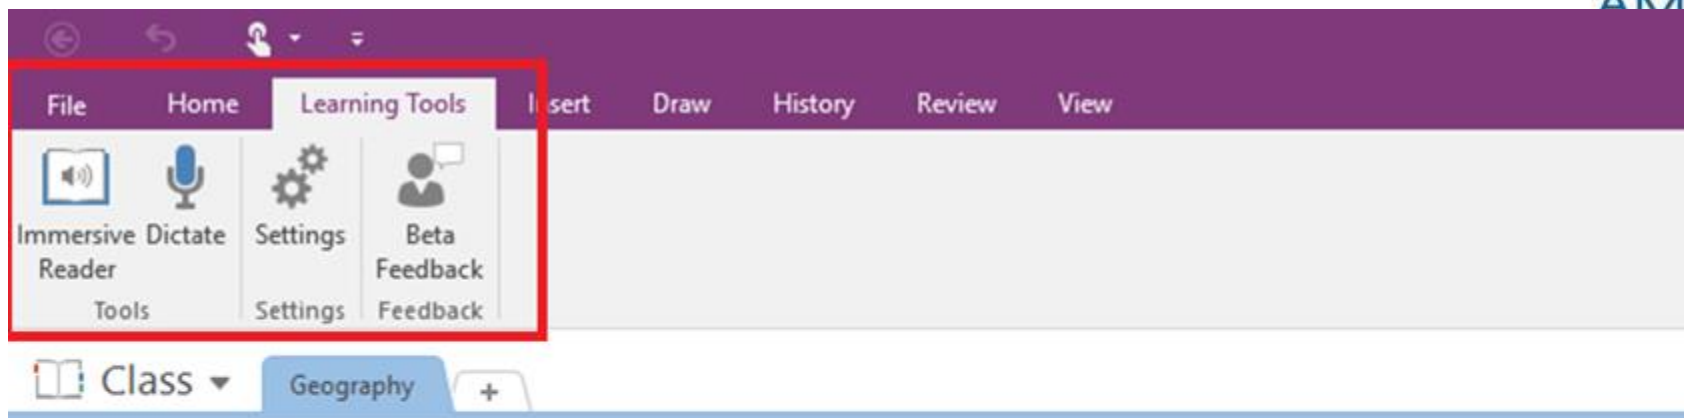 File Home Learning Tools Insert Draw History Review View
Immersive Dictate Settings Beta
Reader Feedback
Tools Settings Feedback
Class Geography +